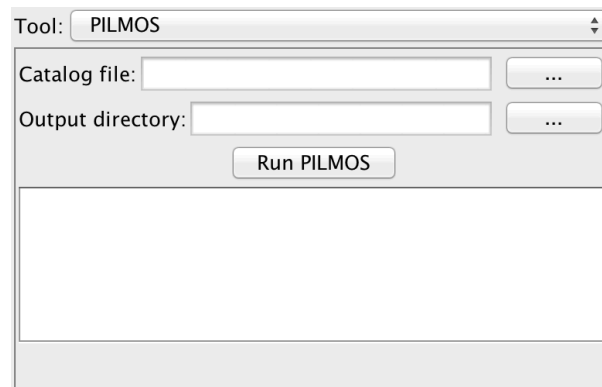 Tool: PILMOS
Catalog file: ...
Output directory: ...
Run PILMOS